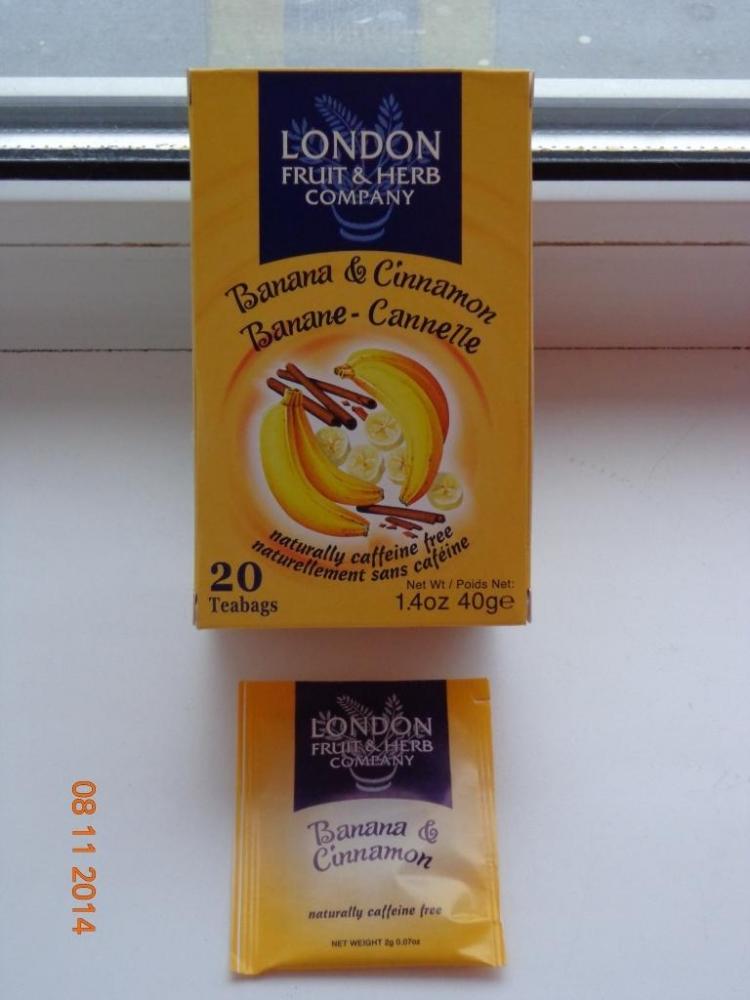 LONDON
FRUIT & HERB
COMPANY
Banana & Cinnamon
Banane - Cannelle
naturally caffeine free
naturellement sans caféine
20
Teabags
Net Wt / Poids Net:
1.4oz 40g℮
LONDON
FRUIT & HERB
COMPANY
Banana &
Cinnamon
naturally caffeine free
NET WEIGHT 2g 0.07oz
08 11 2014